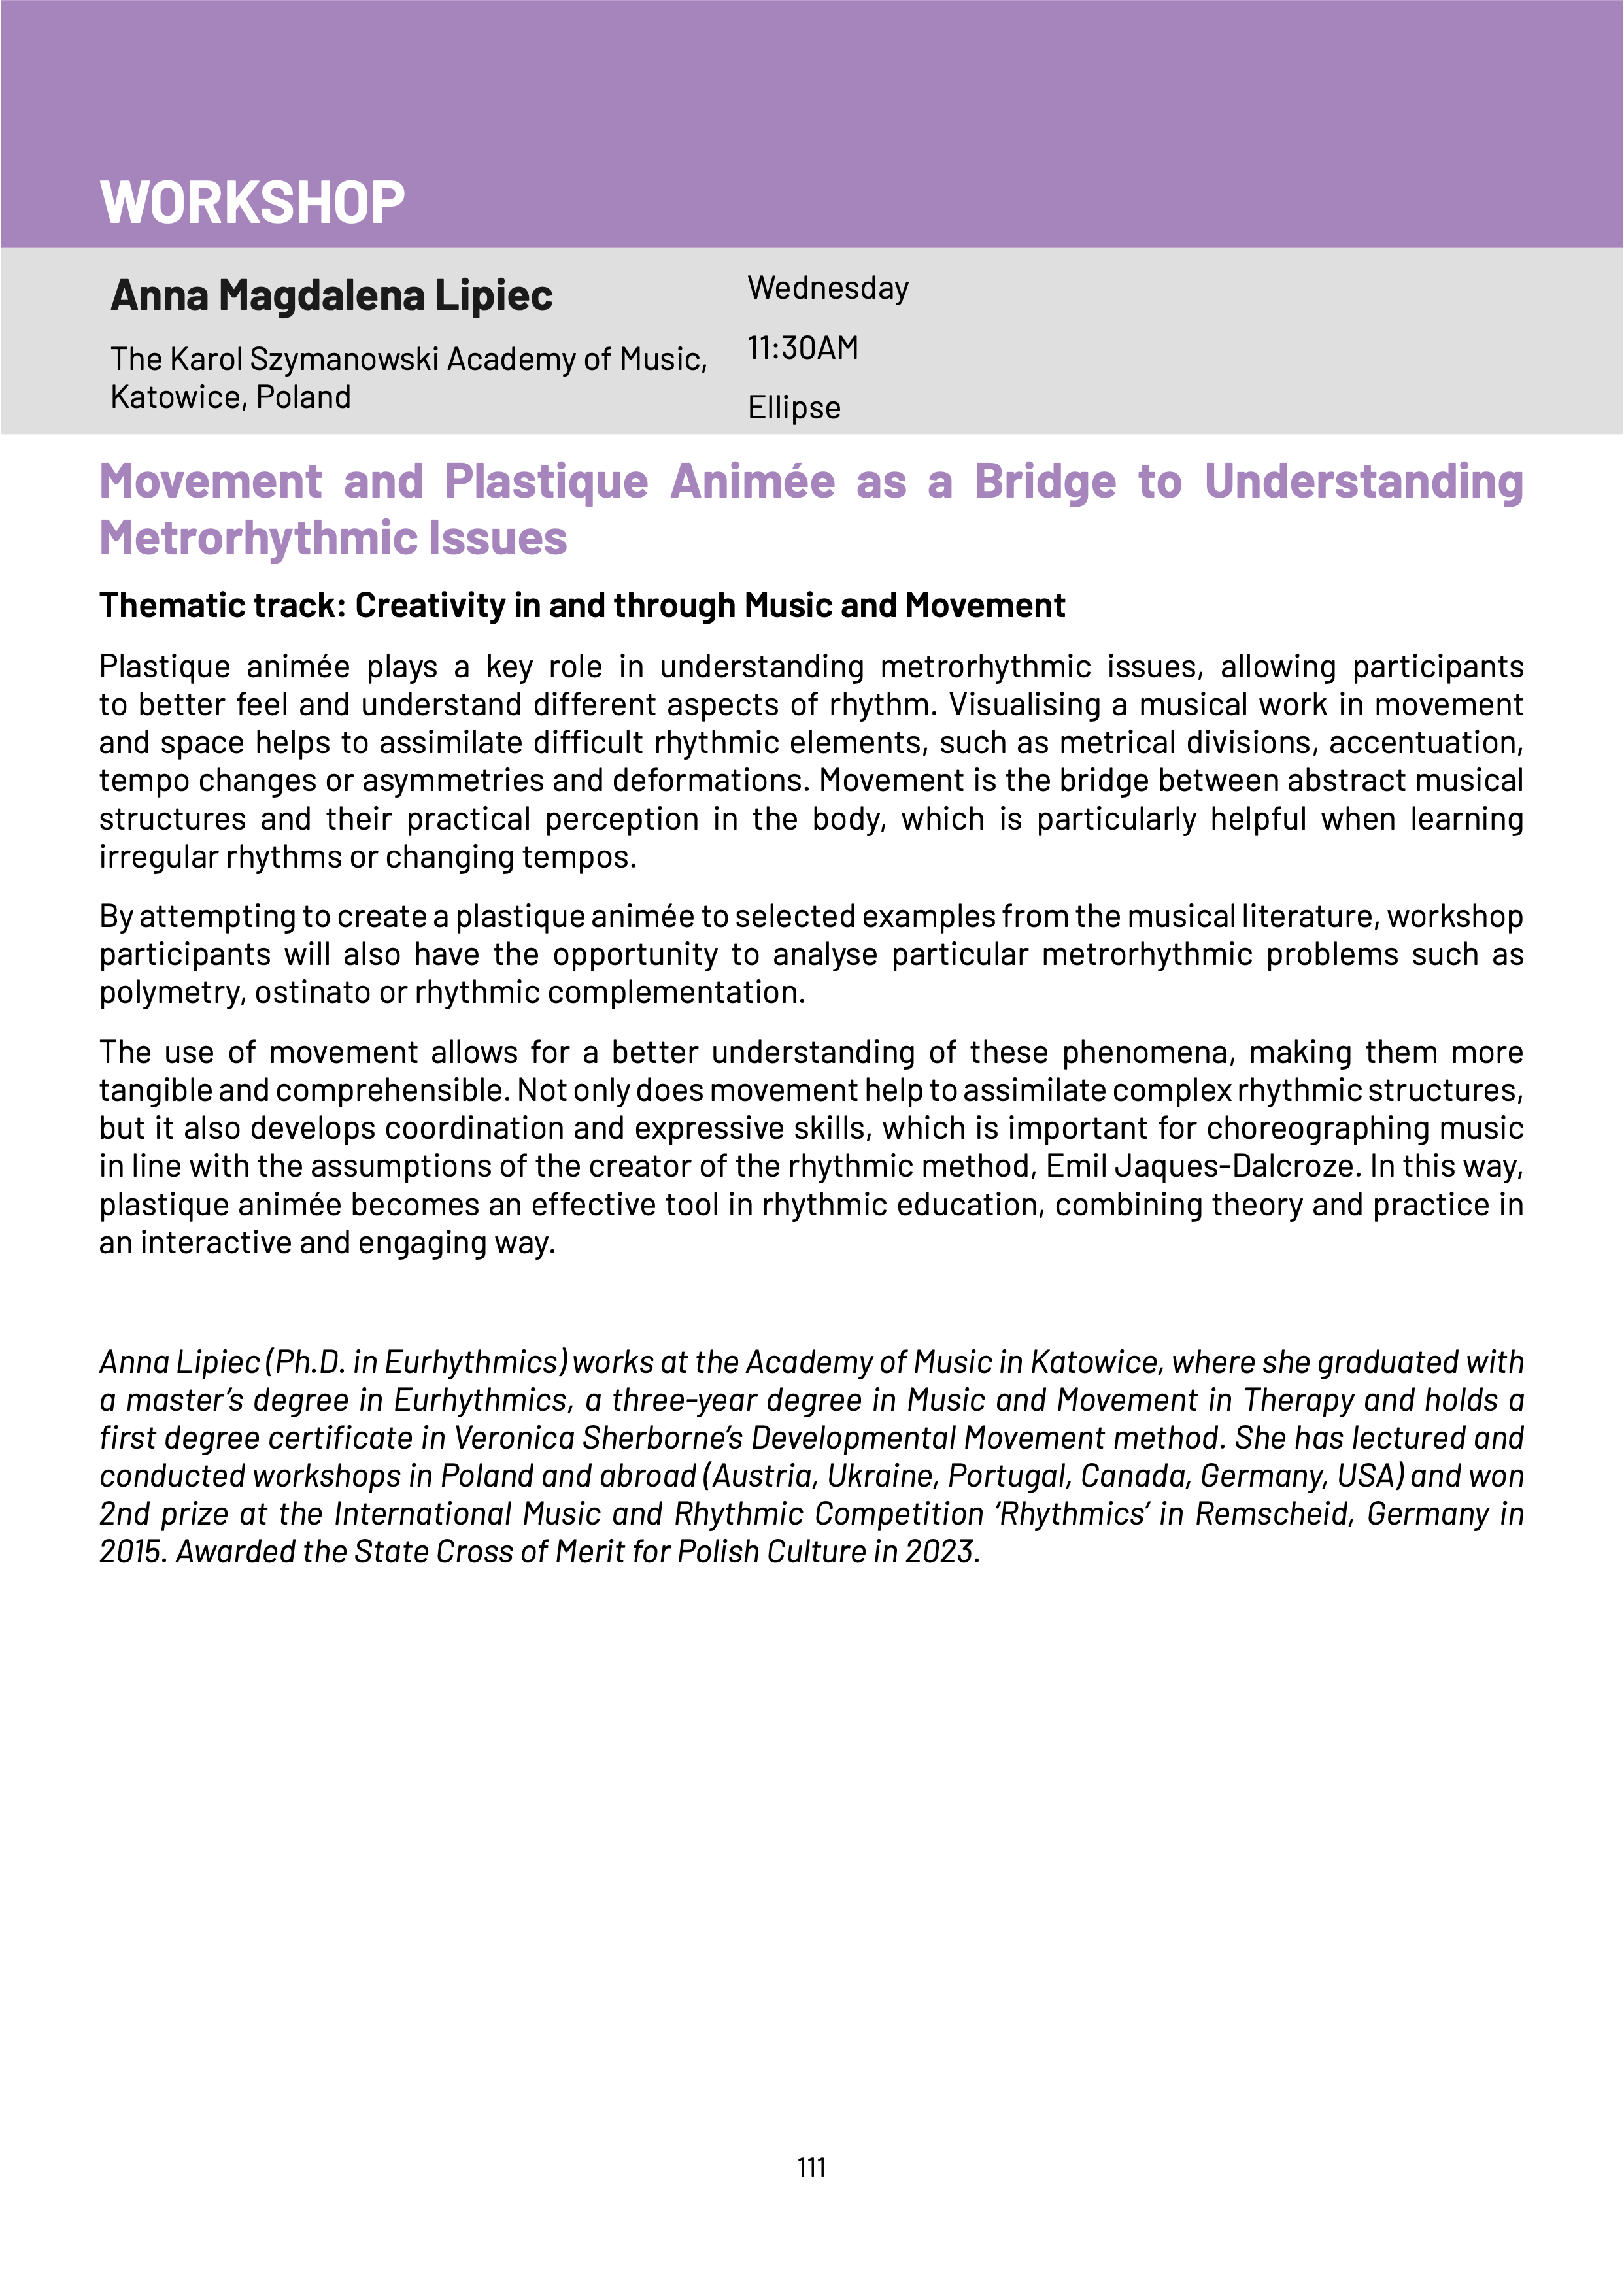 WORKSHOP
Anna Magdalena Lipiec
The Karol Szymanowski Academy of Music,
Katowice, Poland
Wednesday
11:30AM
Ellipse
Movement and Plastique Animée as a Bridge to Understanding
Metrorhythmic Issues
Thematic track: Creativity in and through Music and Movement
Plastique animée plays a key role in understanding metrorhythmic issues, allowing participants
to better feel and understand different aspects of rhythm. Visualising a musical work in movement
and space helps to assimilate difficult rhythmic elements, such as metrical divisions, accentuation,
tempo changes or asymmetries and deformations. Movement is the bridge between abstract musical
structures and their practical perception in the body, which is particularly helpful when learning
irregular rhythms or changing tempos.
By attempting to create a plastique animée to selected examples from the musical literature, workshop
participants will also have the opportunity to analyse particular metrorhythmic problems such as
polymetry, ostinato or rhythmic complementation.
The use of movement allows for a better understanding of these phenomena, making them more
tangible and comprehensible. Not only does movement help to assimilate complex rhythmic structures,
but it also develops coordination and expressive skills, which is important for choreographing music
in line with the assumptions of the creator of the rhythmic method, Emil Jaques-Dalcroze. In this way,
plastique animée becomes an effective tool in rhythmic education, combining theory and practice in
an interactive and engaging way.
Anna Lipiec (Ph.D. in Eurhythmics) works at the Academy of Music in Katowice, where she graduated with
a master’s degree in Eurhythmics, a three-year degree in Music and Movement in Therapy and holds a
first degree certificate in Veronica Sherborne’s Developmental Movement method. She has lectured and
conducted workshops in Poland and abroad (Austria, Ukraine, Portugal, Canada, Germany, USA) and won
2nd prize at the International Music and Rhythmic Competition ‘Rhythmics’ in Remscheid, Germany in
2015. Awarded the State Cross of Merit for Polish Culture in 2023.
111